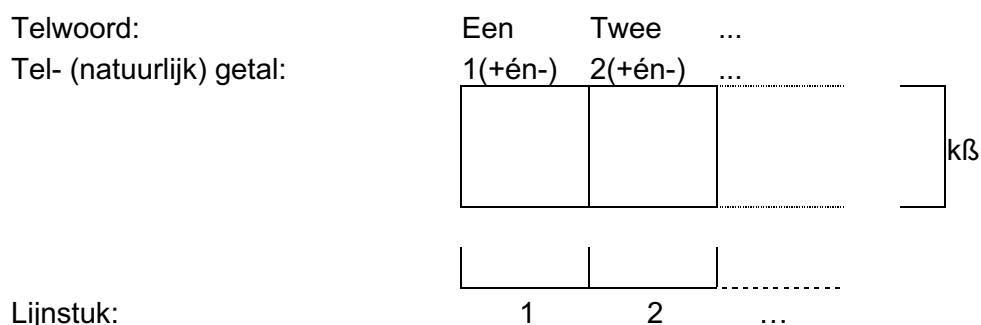 Telwoord: Een Twee ...
Tel- (natuurlijk) getal: 1(+én-) 2(+én-) ...
kß
Lijnstuk: 1 2 ...